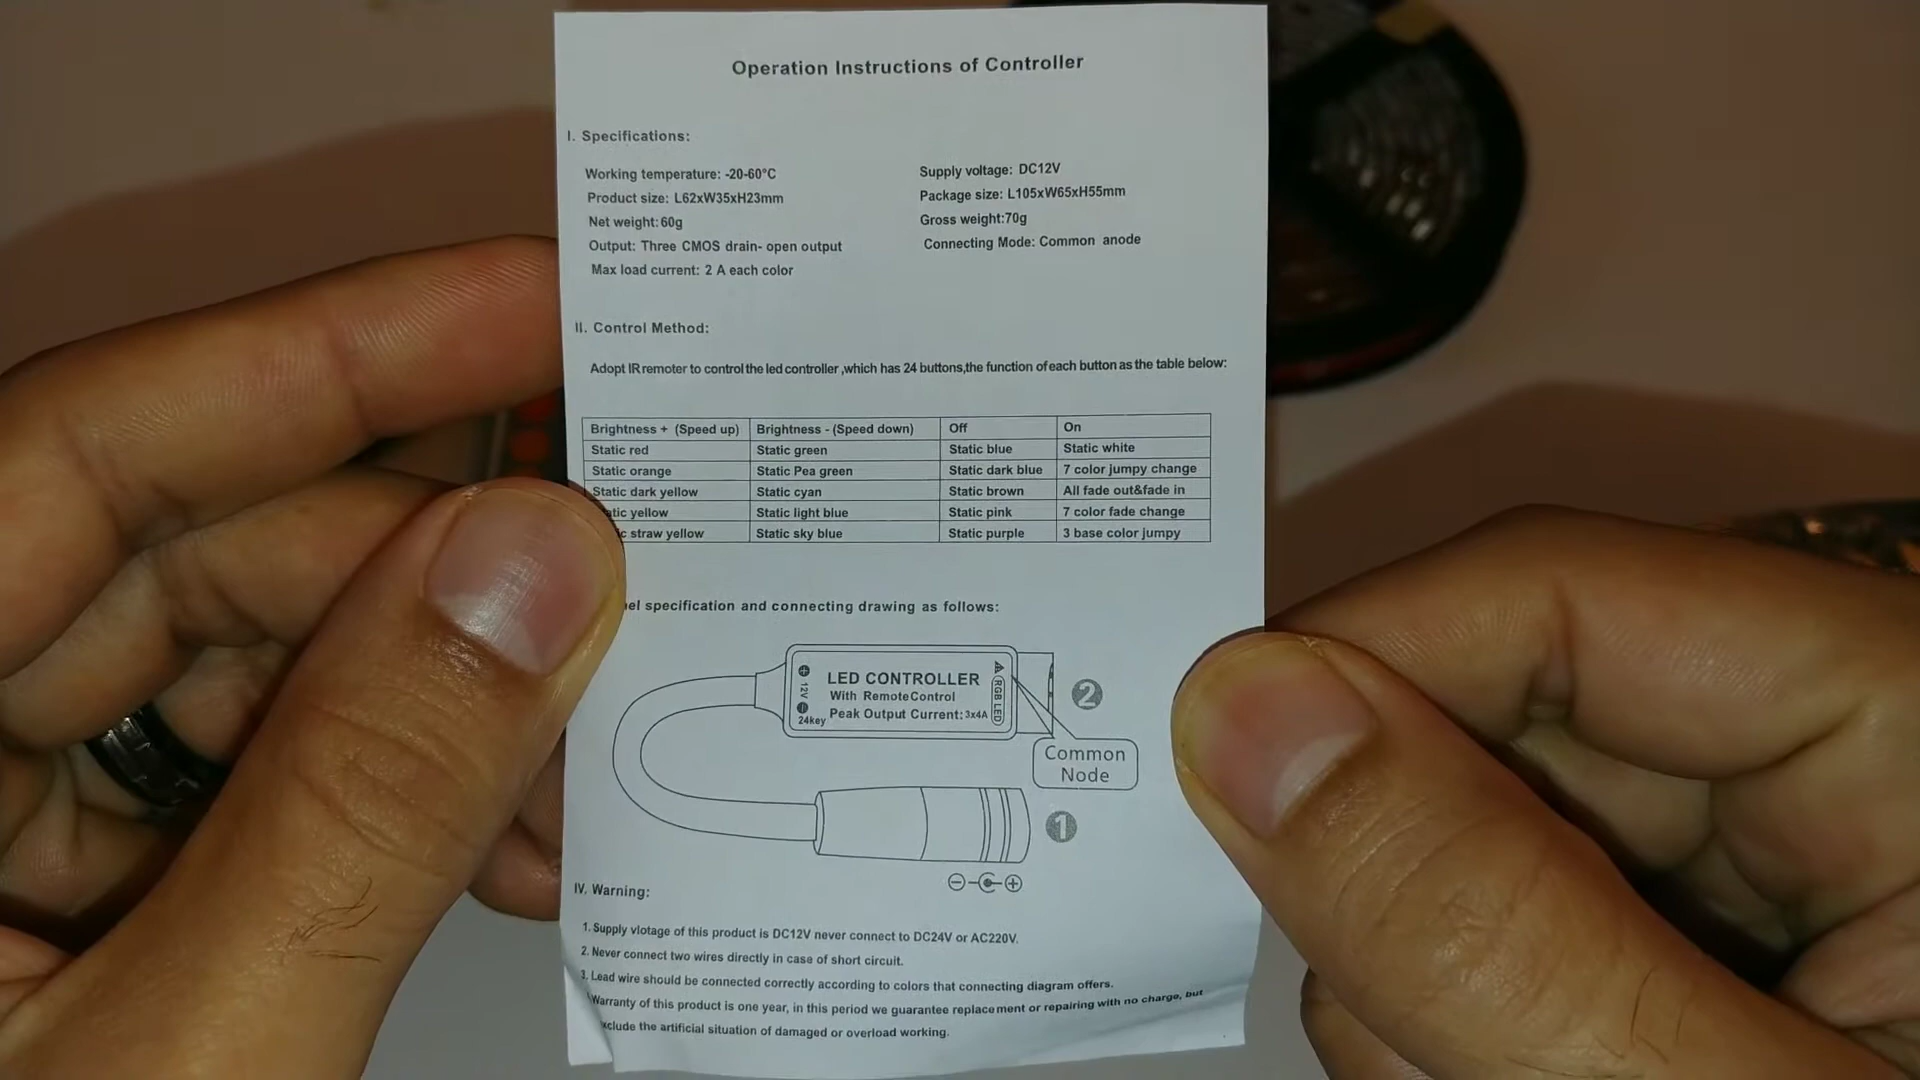 Operation Instructions of Controller
I. Specifications:
Working temperature: -20-60°C
Supply voltage: DC12V
Product size: L62xW35xH23mm
Package size: L105xW65xH55mm
Net weight:60g
Gross weight:70g
Output: Three CMOS drain- open output
Connecting Mode: Common anode
Max load current: 2 A each color
II. Control Method:
Adopt IR remoter to control the led controller ,which has 24 buttons,the function of each button as the table below:
Brightness + (Speed up) Brightness - (Speed down) Off On
Static red Static green Static blue Static white
Static orange Static Pea green Static dark blue 7 color jumpy change
Static dark yellow Static cyan Static brown All fade out&fade in
yellow Static light blue Static pink 7 color fade change
straw yellow Static sky blue Static purple 3 base color jumpy
specification and connecting drawing as follows:
12V
24key
LED CONTROLLER
With RemoteControl
Peak Output Current: 3x4A
RGB LED
2
Common
Node
1
IV. Warning:
1. Supply vlotage of this product is DC12V never connect to DC24V or AC220V.
2. Never connect two wires directly in case of short circuit.
3. Lead wire should be connected correctly according to colors that connecting diagram offers.
Warranty of this product is one year, in this period we guarantee replacement or repairing with no charge, but
the artificial situation of damaged or overload working.